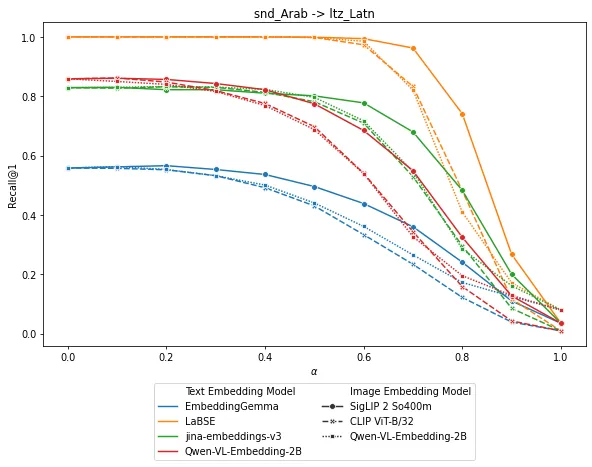 snd_Arab -> ltz_Latn
Recall@1
1.0
0.8
0.6
0.4
0.2
0.0
0.0 0.2 0.4 0.6 0.8 1.0
α
Text Embedding Model Image Embedding Model
EmbeddingGemma SigLIP 2 So400m
LaBSE CLIP ViT-B/32
jina-embeddings-v3 Qwen-VL-Embedding-2B
Qwen-VL-Embedding-2B